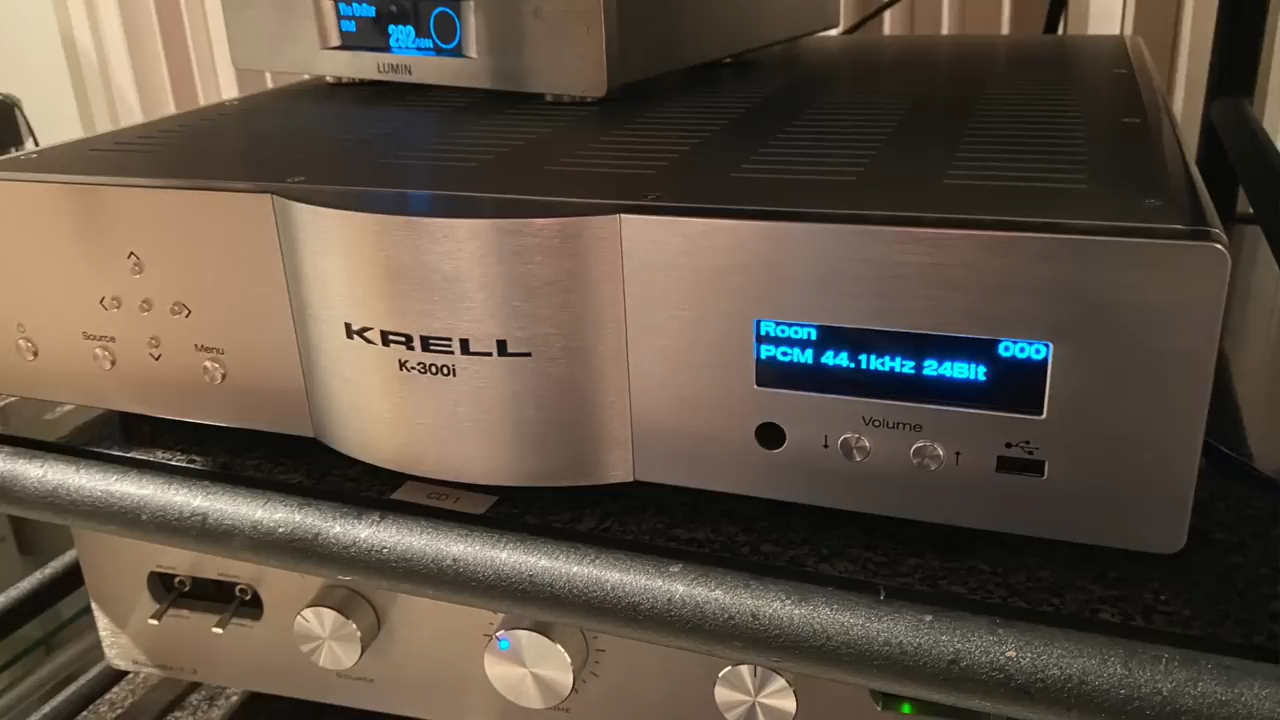 LUMIN
KRELL
K-300i
Source
Menu
Roon
000
PCM 44.1kHz 24Bit
Volume
CD 1
SOURCE